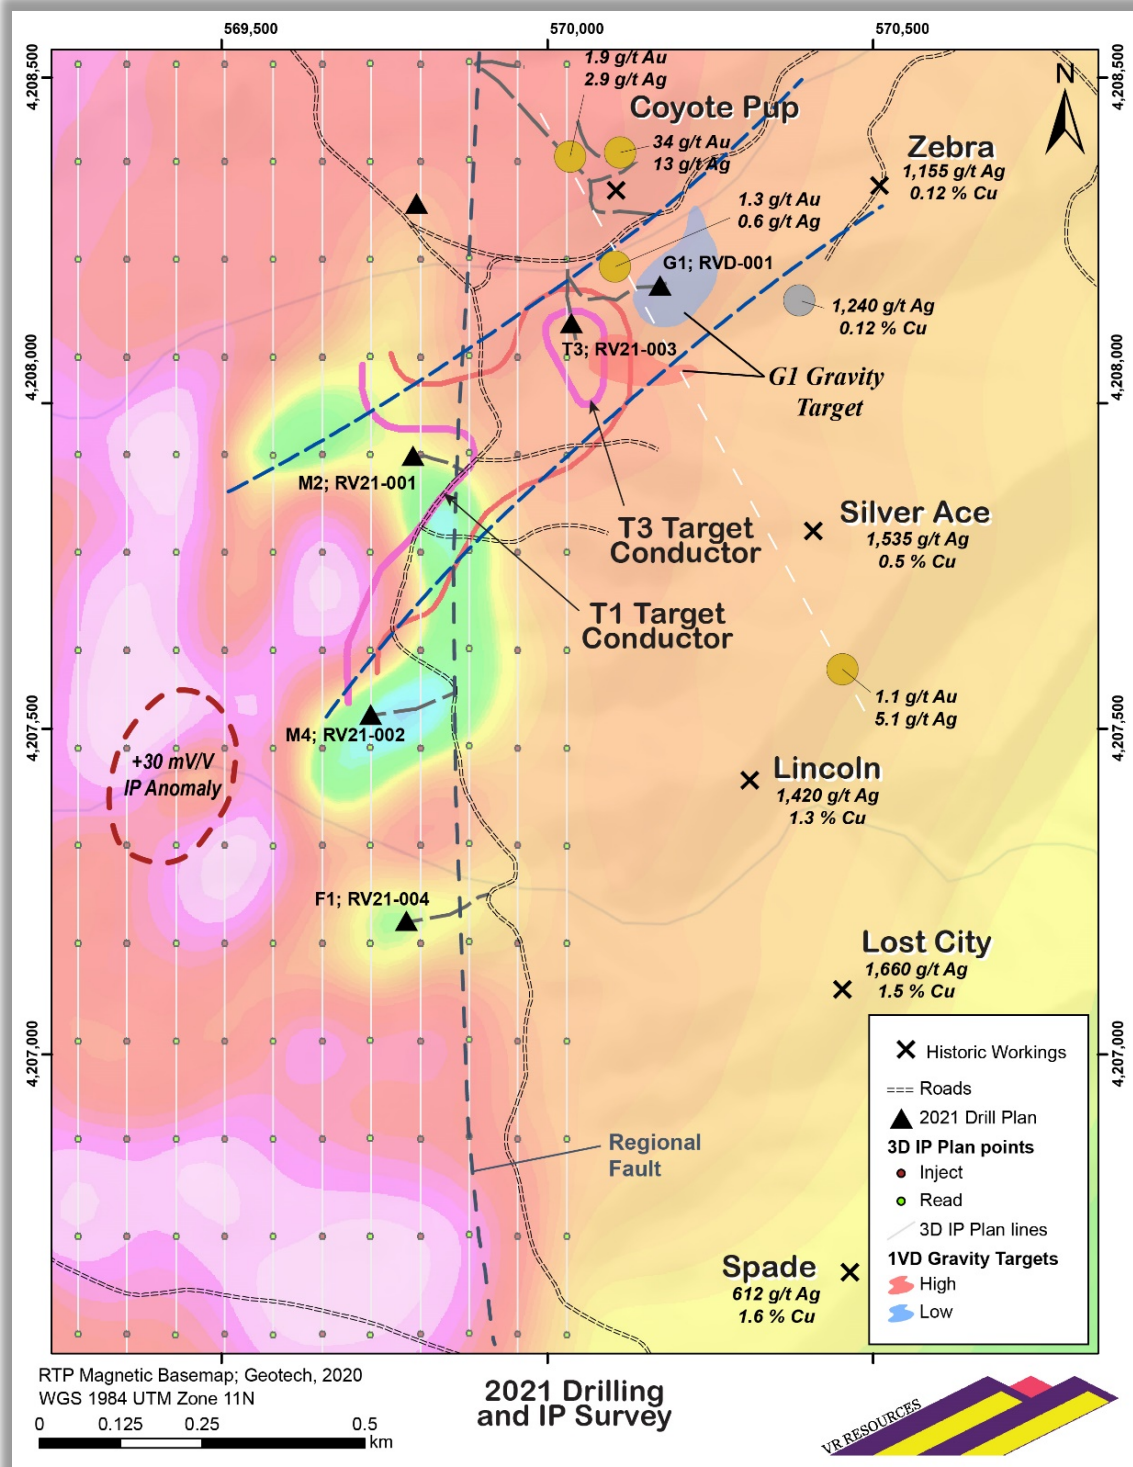 569,500
570,000
570,500
4,208,500
4,208,500
1.9 g/t Au
2.9 g/t Ag
Coyote Pup
34 g/t Au
13 g/t Ag
N
Zebra
1,155 g/t Ag
0.12 % Cu
1.3 g/t Au
0.6 g/t Ag
G1; RVD-001
1,240 g/t Ag
0.12 % Cu
T3; RV21-003
4,208,000
4,208,000
G1 Gravity
Target
M2; RV21-001
Silver Ace
1,535 g/t Ag
0.5 % Cu
T3 Target
Conductor
T1 Target
Conductor
1.1 g/t Au
5.1 g/t Ag
4,207,500
4,207,500
M4; RV21-002
+30 mV/V
IP Anomaly
Lincoln
1,420 g/t Ag
1.3 % Cu
F1; RV21-004
Lost City
1,660 g/t Ag
1.5 % Cu
4,207,000
4,207,000
Regional
Fault
Spade
612 g/t Ag
1.6 % Cu
Historic Workings
Roads
2021 Drill Plan
3D IP Plan points
Inject
Read
3D IP Plan lines
1VD Gravity Targets
High
Low
RTP Magnetic Basemap; Geotech, 2020
WGS 1984 UTM Zone 11N
0 0.125 0.25 0.5
km
2021 Drilling
and IP Survey
VR RESOURCES